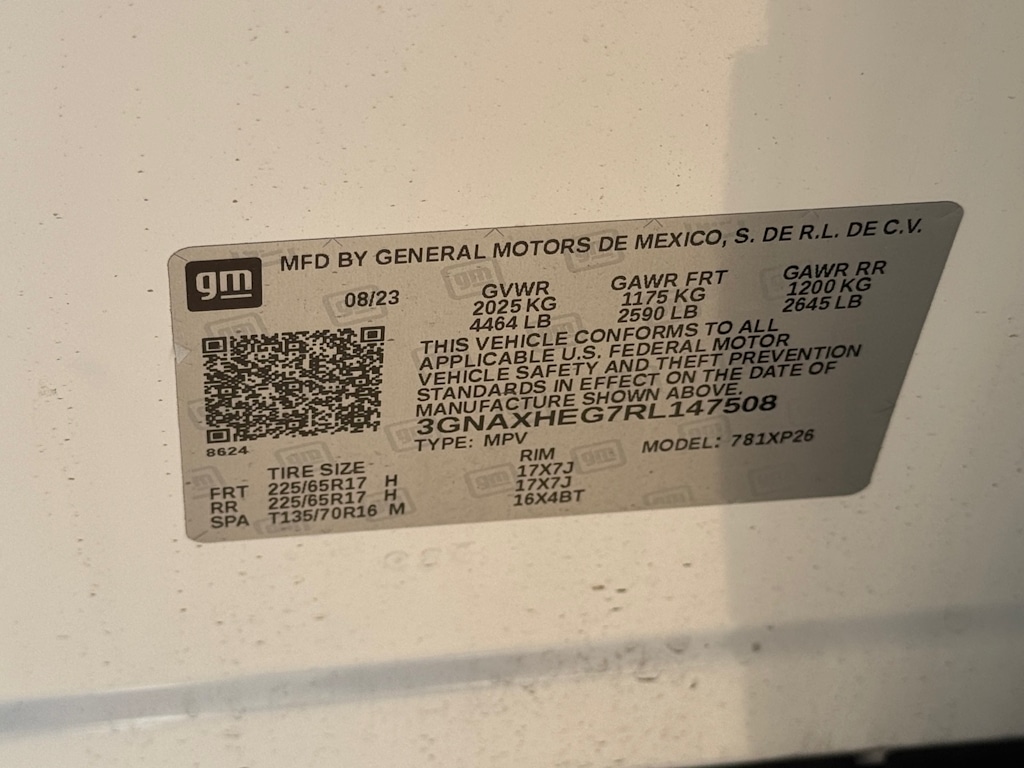 gm
MFD BY GENERAL MOTORS DE MEXICO, S. DE R.L. DE C.V.
08/23 GVWR GAWR FRT GAWR RR
2025 KG 1175 KG 1200 KG
4464 LB 2590 LB 2645 LB
THIS VEHICLE CONFORMS TO ALL
APPLICABLE U.S. FEDERAL MOTOR
VEHICLE SAFETY AND THEFT PREVENTION
STANDARDS IN EFFECT ON THE DATE OF
MANUFACTURE SHOWN ABOVE.
3GNAXHEG7RL147508
TYPE: MPV MODEL: 781XP26
8624
TIRE SIZE RIM
FRT 225/65R17 H 17X7J
RR 225/65R17 H 17X7J
SPA T135/70R16 M 16X4BT